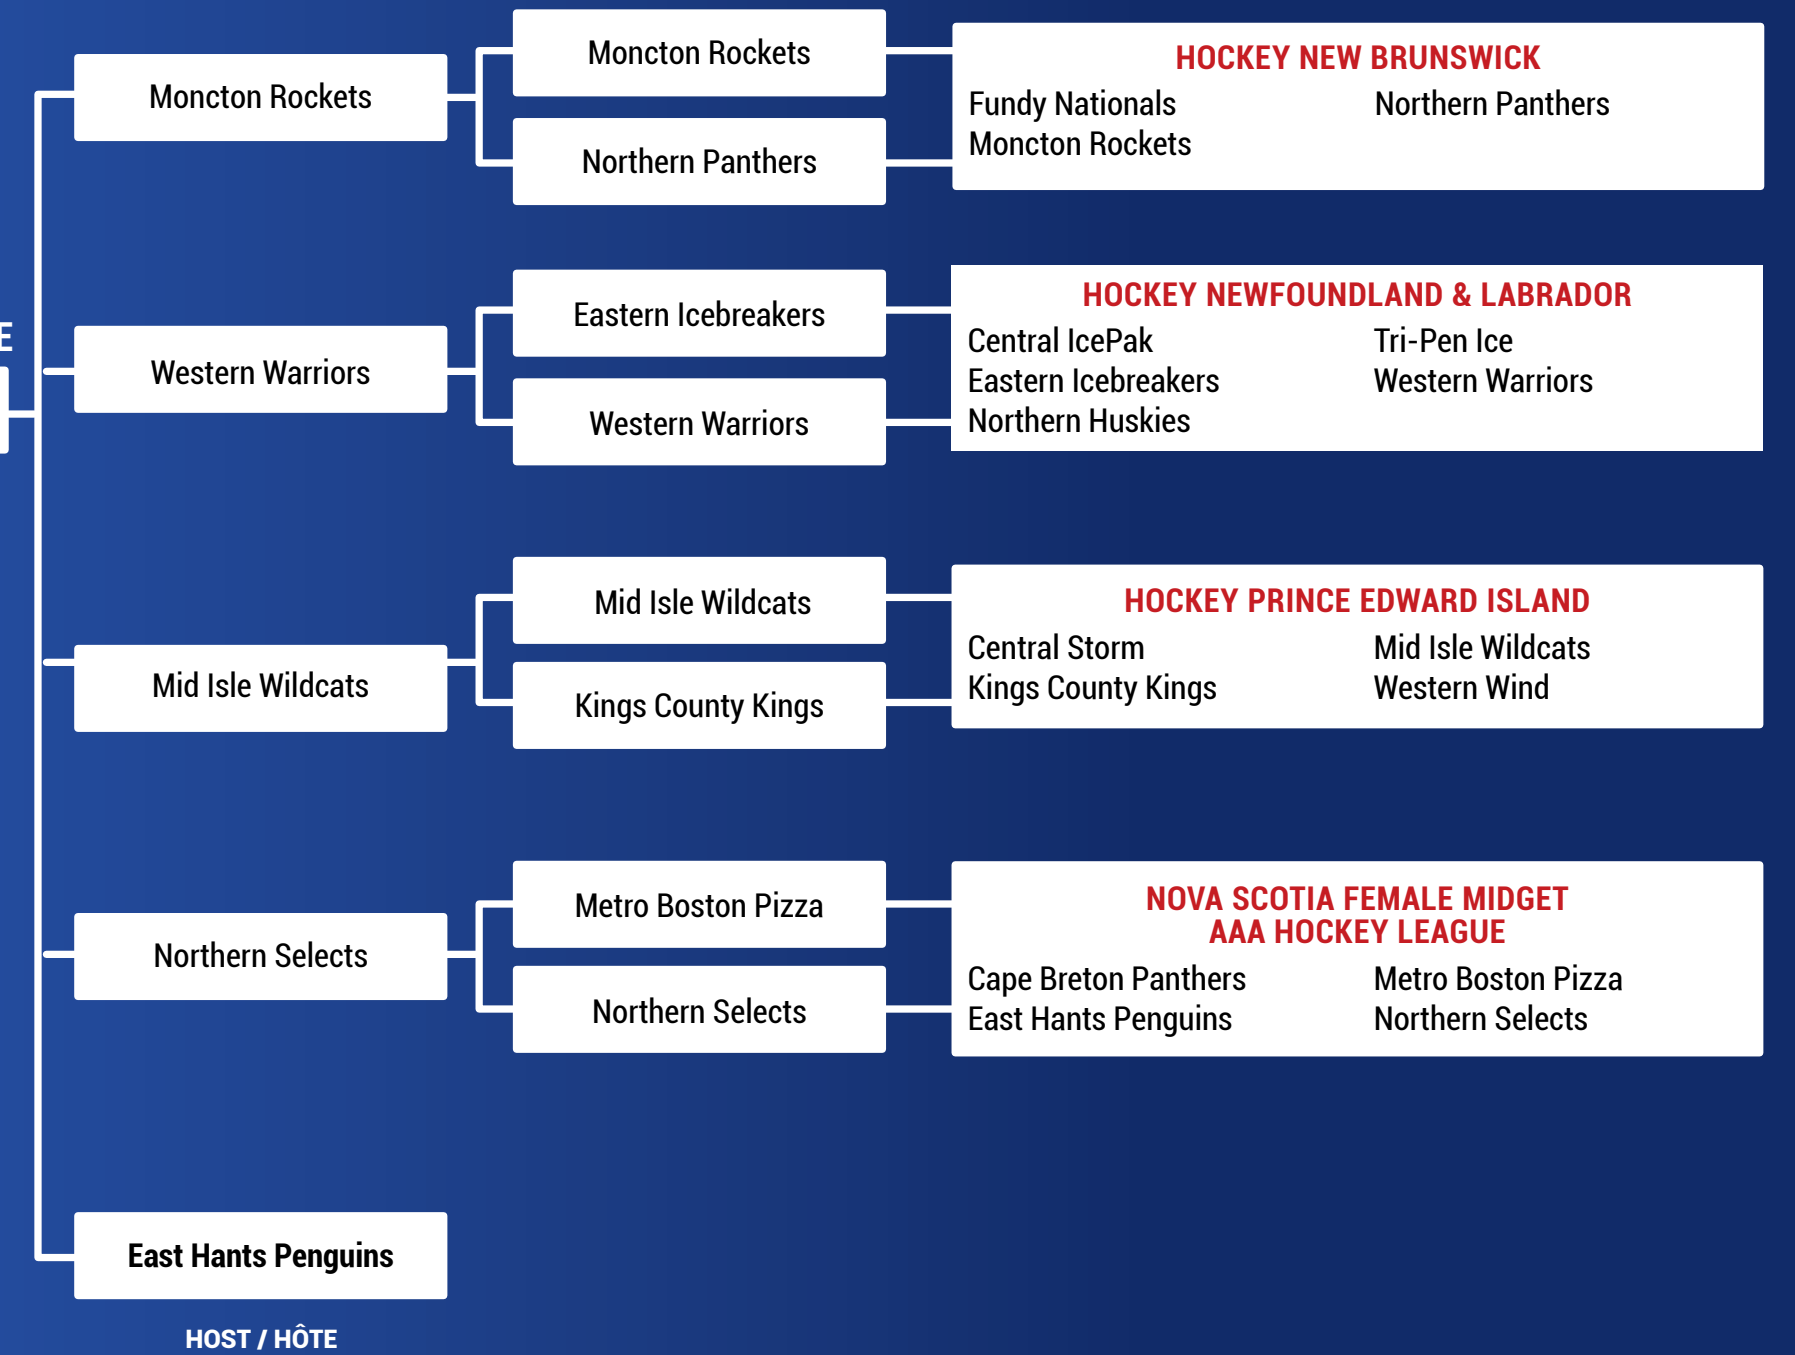 Moncton Rockets
Moncton Rockets
Northern Panthers
HOCKEY NEW BRUNSWICK
Fundy Nationals
Moncton Rockets
Northern Panthers
E
Western Warriors
Eastern Icebreakers
Western Warriors
HOCKEY NEWFOUNDLAND & LABRADOR
Central IcePak
Eastern Icebreakers
Northern Huskies
Tri-Pen Ice
Western Warriors
Mid Isle Wildcats
Mid Isle Wildcats
Kings County Kings
HOCKEY PRINCE EDWARD ISLAND
Central Storm
Kings County Kings
Mid Isle Wildcats
Western Wind
Northern Selects
Metro Boston Pizza
Northern Selects
NOVA SCOTIA FEMALE MIDGET
AAA HOCKEY LEAGUE
Cape Breton Panthers
East Hants Penguins
Metro Boston Pizza
Northern Selects
East Hants Penguins
HOST / HÔTE